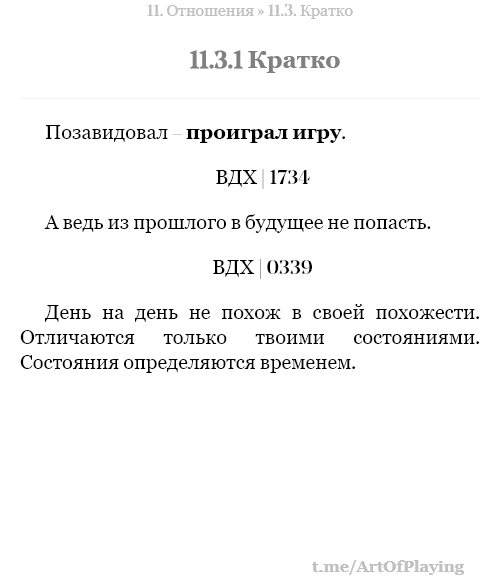 11. Отношения » 11.3. Кратко
11.3.1 Кратко
Позавидовал – проиграл игру.
ВДХ | 1734
А ведь из прошлого в будущее не попасть.
ВДХ | 0339
День на день не похож в своей похожести.
Отличаются только твоими состояниями.
Состояния определяются временем.
t.me/ArtOfPlaying